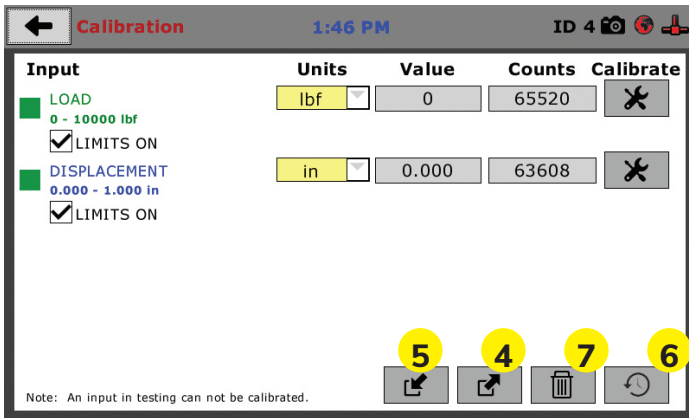 Calibration 1:46 PM ID 4
Input Units Value Counts Calibrate
LOAD lbf 0 65520
0 - 10000 lbf
LIMITS ON
DISPLACEMENT in 0.000 63608
0.000 - 1.000 in
LIMITS ON
5 4 7 6
Note: An input in testing can not be calibrated.